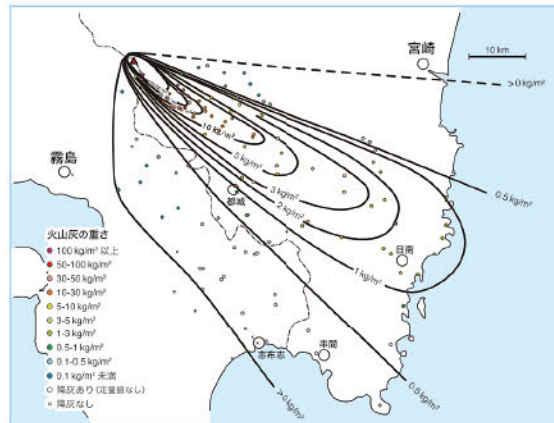 宮崎
10 km
>0 kg/m²
10 kg/m²
5 kg/m²
3 kg/m²
2 kg/m²
1 kg/m²
0.5 kg/m²
霧島
都城
日南
火山灰の重さ
100 kg/m² 以上
50-100 kg/m²
30-50 kg/m²
10-30 kg/m²
5-10 kg/m²
3-5 kg/m²
1-3 kg/m²
0.5-1 kg/m²
0.1-0.5 kg/m²
0.1 kg/m² 未満
降灰あり (定量値なし)
降灰なし
志布志
串間
>0 kg/m²
0.5 kg/m²